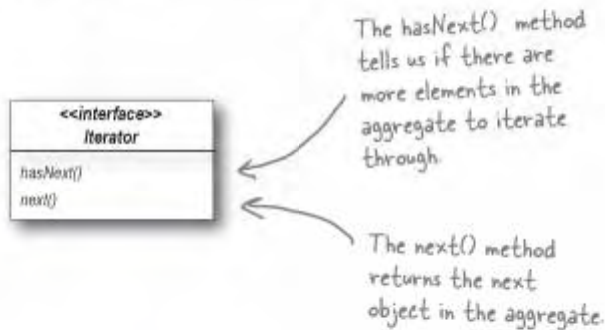 The hasNext() method
tells us if there are
more elements in the
aggregate to iterate
through.
<<interface>>
Iterator
hasNext()
next()
The next() method
returns the next
object in the aggregate.